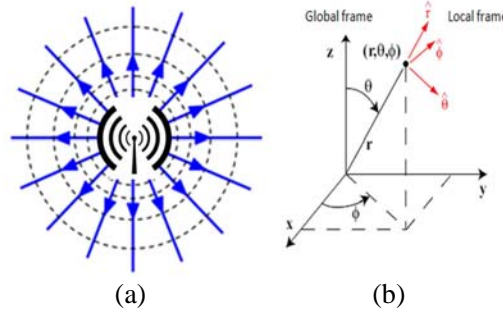 Global frame
Local frame
z
(r,θ,ϕ)
r̂
ϕ̂
θ̂
θ
r
y
x
ϕ
(a)
(b)